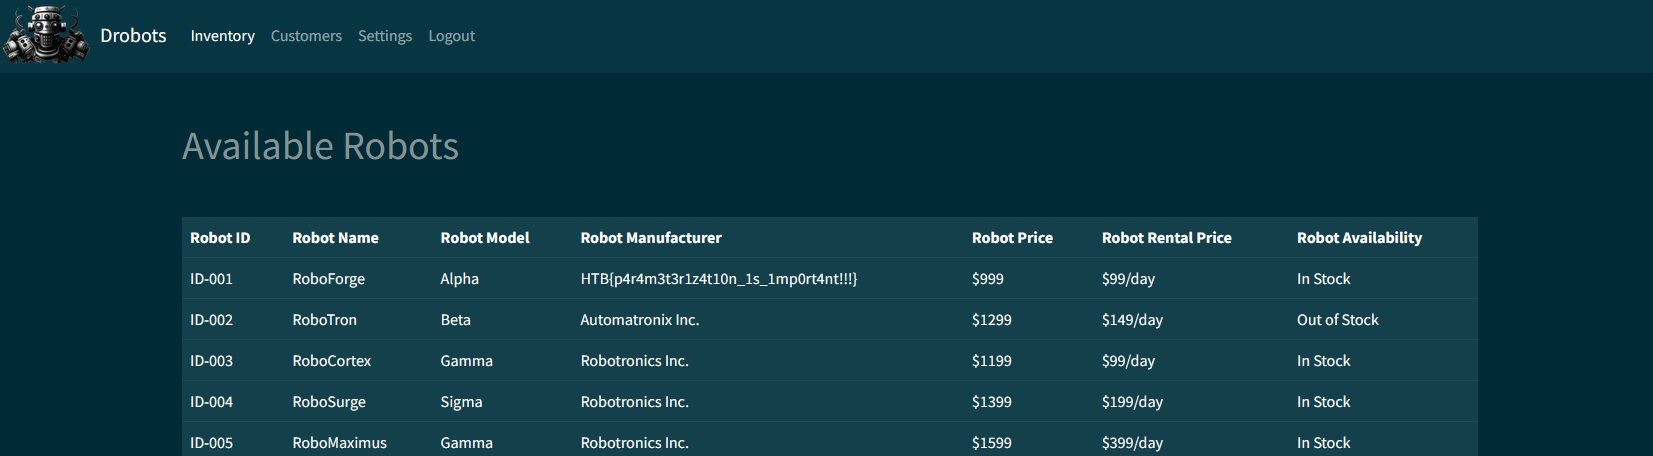 Drobots Inventory Customers Settings Logout
Available Robots
Robot ID Robot Name Robot Model Robot Manufacturer Robot Price Robot Rental Price Robot Availability
ID-001 RoboForge Alpha HTB{p4r4m3t3r1z4t10n_1s_1mp0rt4nt!!!} $999 $99/day In Stock
ID-002 RoboTron Beta Automatronix Inc. $1299 $149/day Out of Stock
ID-003 RoboCortex Gamma Robotronics Inc. $1199 $99/day In Stock
ID-004 RoboSurge Sigma Robotronics Inc. $1399 $199/day In Stock
ID-005 RoboMaximus Gamma Robotronics Inc. $1599 $399/day In Stock